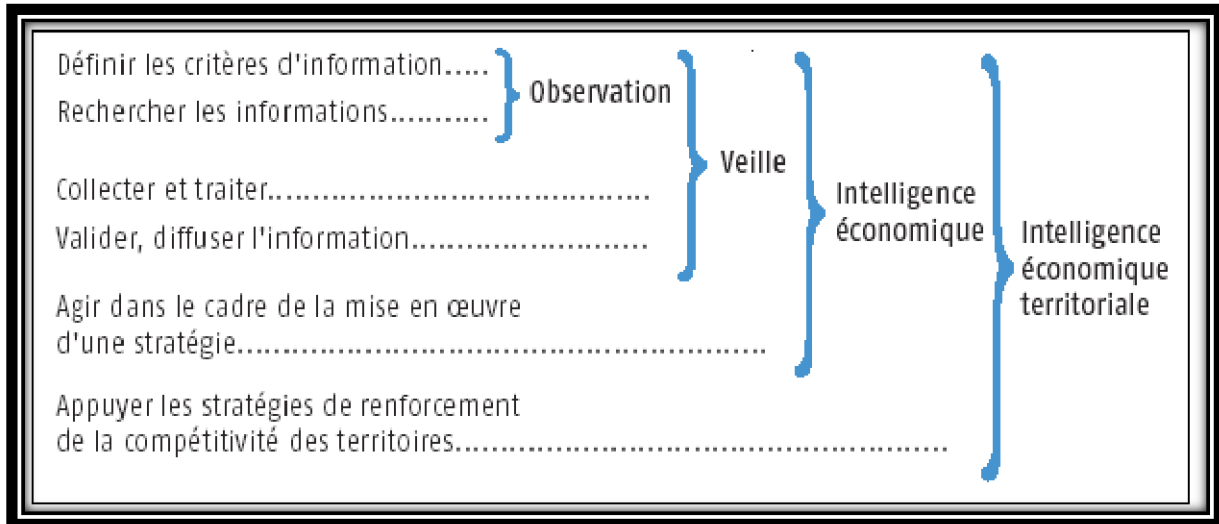 Définir les critères d'information.....
Rechercher les informations...........
Observation
Collecter et traiter.........................................
Valider, diffuser l'information.........................
Veille
Agir dans le cadre de la mise en œuvre
d'une stratégie.........................................................
Intelligence
économique
Appuyer les stratégies de renforcement
de la compétitivité des territoires.....................................................
Intelligence
économique
territoriale